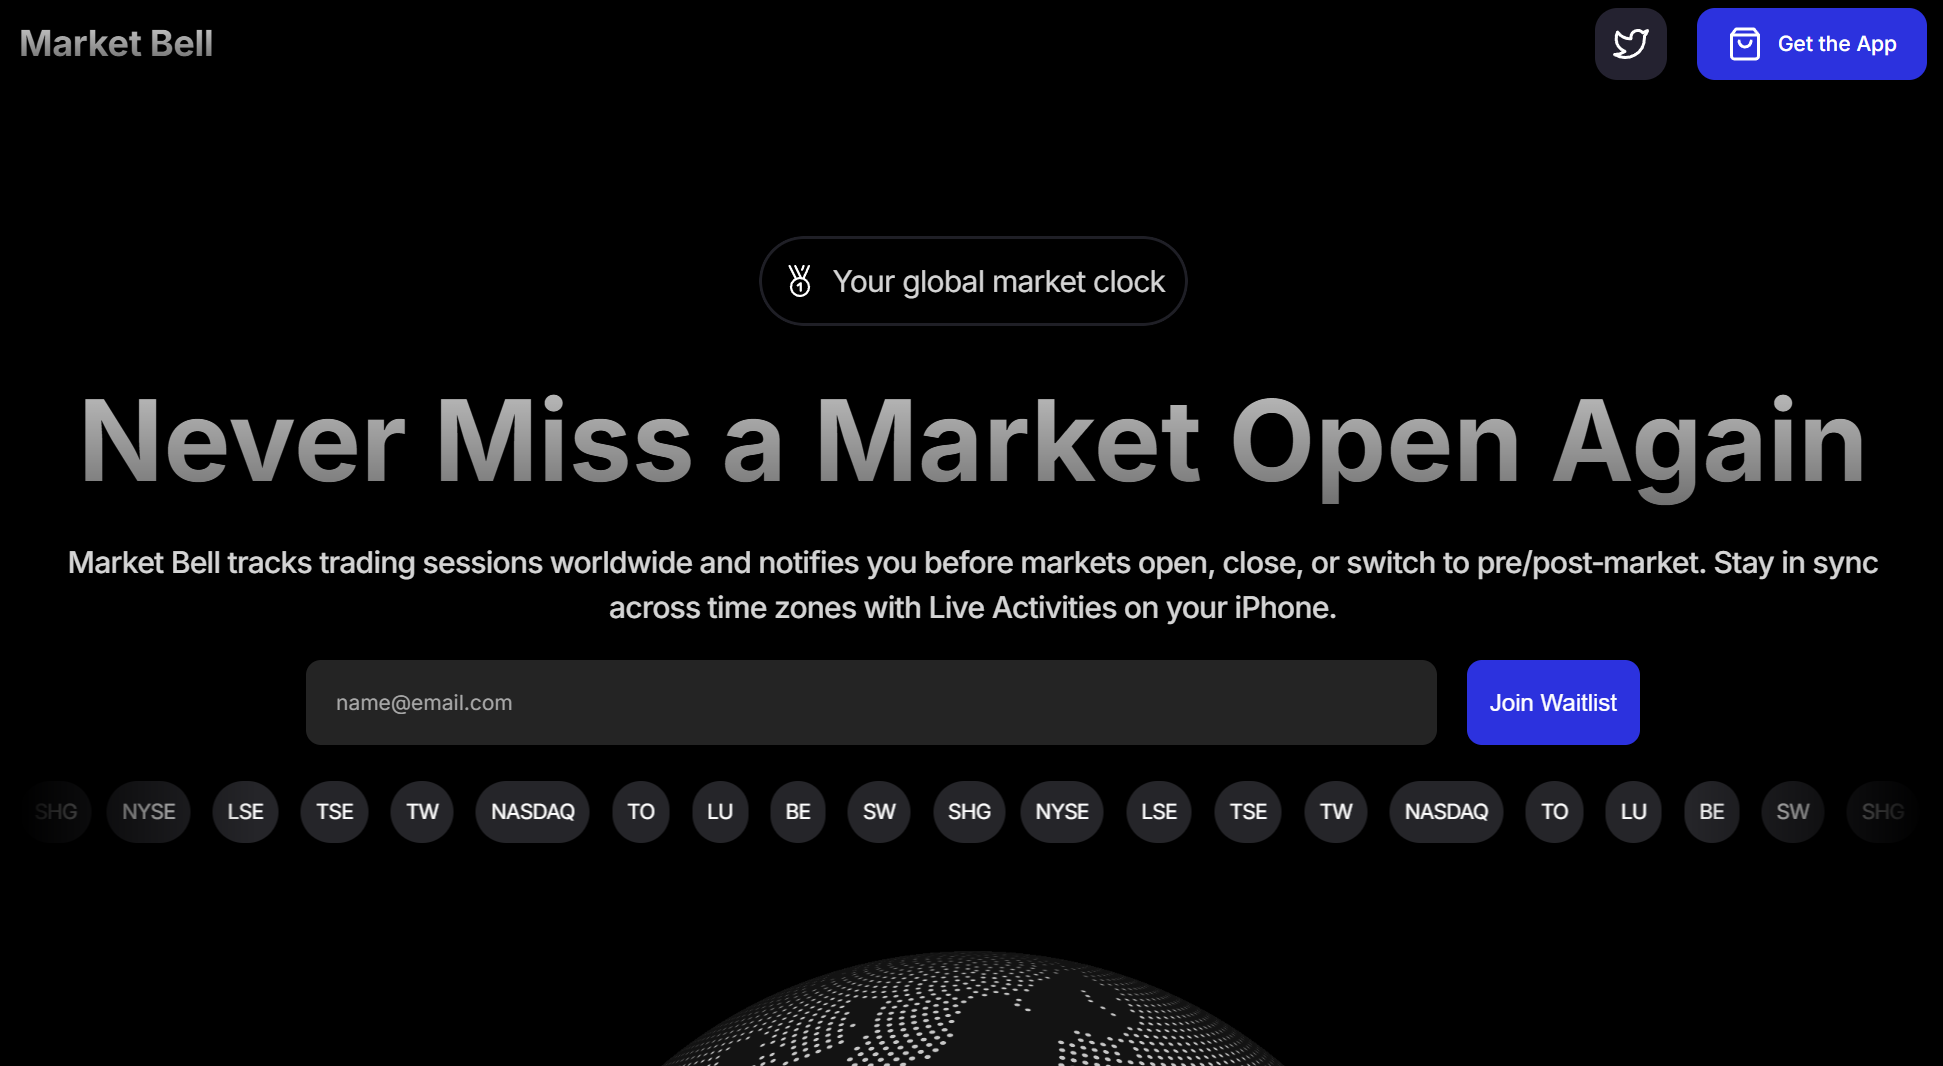 Market Bell
Get the App
Your global market clock
Never Miss a Market Open Again
Market Bell tracks trading sessions worldwide and notifies you before markets open, close, or switch to pre/post-market. Stay in sync
across time zones with Live Activities on your iPhone.
name@email.com
Join Waitlist
SHG NYSE LSE TSE TW NASDAQ TO LU BE SW SHG NYSE LSE TSE TW NASDAQ TO LU BE SW SHG